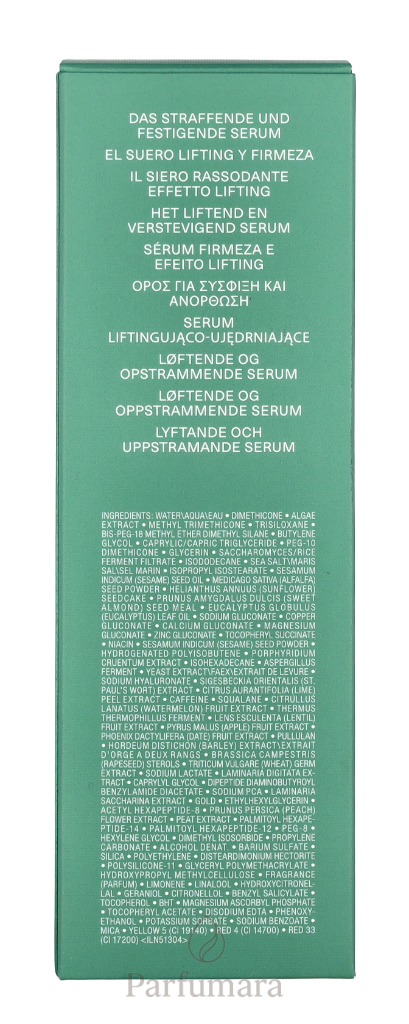 DAS STRAFFENDE UND
FESTIGENDE SERUM
EL SUERO LIFTING Y FIRMEZA
IL SIERO RASSODANTE
EFFETTO LIFTING
HET LIFTEND EN
VERSTEVIGEND SERUM
SÉRUM FIRMEZA E
EFEITO LIFTING
ΟΡΟΣ ΓΙΑ ΣΥΣΦΙΞΗ ΚΑΙ
ΑΝΟΡΘΩΣΗ
SERUM
LIFTINGUJĄCO-UJĘDRNIAJĄCE
LØFTENDE OG
OPSTRAMMENDE SERUM
LØFTENDE OG
OPPSTRAMMENDE SERUM
LYFTANDE OCH
UPPSTRAMANDE SERUM
INGREDIENTS: WATER\AQUA\EAU • DIMETHICONE • ALGAE
EXTRACT • METHYL TRIMETHICONE • TRISILOXANE •
BIS-PEG-18 METHYL ETHER DIMETHYL SILANE • BUTYLENE
GLYCOL • CAPRYLIC/CAPRIC TRIGLYCERIDE • PEG-10
DIMETHICONE • GLYCERIN • SACCHAROMYCES/RICE
FERMENT FILTRATE • ISODODECANE • SEA SALT\MARIS
SAL\SEL MARIN • ISOPROPYL ISOSTEARATE • SESAMUM
INDICUM (SESAME) SEED OIL • MEDICAGO SATIVA (ALFALFA)
SEED POWDER • HELIANTHUS ANNUUS (SUNFLOWER)
SEEDCAKE • PRUNUS AMYGDALUS DULCIS (SWEET
ALMOND) SEED MEAL • EUCALYPTUS GLOBULUS
(EUCALYPTUS) LEAF OIL • SODIUM GLUCONATE • COPPER
GLUCONATE • CALCIUM GLUCONATE • MAGNESIUM
GLUCONATE • ZINC GLUCONATE • TOCOPHERYL SUCCINATE
• NIACIN • SESAMUM INDICUM (SESAME) SEED POWDER •
HYDROGENATED POLYISOBUTENE • PORPHYRIDIUM
CRUENTUM EXTRACT • ISOHEXADECANE • ASPERGILLUS
FERMENT • YEAST EXTRACT\FAEX\EXTRAIT DE LEVURE •
SODIUM HYALURONATE • SIGESBECKIA ORIENTALIS (ST.
PAUL'S WORT) EXTRACT • CITRUS AURANTIFOLIA (LIME)
PEEL EXTRACT • CAFFEINE • SQUALANE • CITRULLUS
LANATUS (WATERMELON) FRUIT EXTRACT • THERMUS
THERMOPHILLUS FERMENT • LENS ESCULENTA (LENTIL)
FRUIT EXTRACT • PYRUS MALUS (APPLE) FRUIT EXTRACT •
PHOENIX DACTYLIFERA (DATE) FRUIT EXTRACT • PULLULAN
• HORDEUM DISTICHON (BARLEY) EXTRACT\EXTRAIT
D'ORGE A DEUX RANGS • BRASSICA CAMPESTRIS
(RAPESEED) STEROLS • TRITICUM VULGARE (WHEAT) GERM
EXTRACT • SODIUM LACTATE • LAMINARIA DIGITATA EX-
TRACT • CAPRYLYL GLYCOL • DIPEPTIDE DIAMINOBUTYROYL
BENZYLAMIDE DIACETATE • SODIUM PCA • LAMINARIA
SACCHARINA EXTRACT • GOLD • ETHYLHEXYLGLYCERIN •
ACETYL HEXAPEPTIDE-8 • PRUNUS PERSICA (PEACH)
FLOWER EXTRACT • PEAT EXTRACT • PALMITOYL HEXAPE-
PTIDE-14 • PALMITOYL HEXAPEPTIDE-12 • PEG-8 •
HEXYLENE GLYCOL • DIMETHYL ISOSORBIDE • PROPYLENE
CARBONATE • ALCOHOL DENAT. • BARIUM SULFATE •
SILICA • POLYETHYLENE • DISTEARDIMONIUM HECTORITE
• POLYSILICONE-11 • GLYCERYL POLYMETHACRYLATE •
HYDROXYPROPYL METHYLCELLULOSE • FRAGRANCE
(PARFUM) • LIMONENE • LINALOOL • HYDROXYCITRONEL-
LAL • GERANIOL • CITRONELLOL • BENZYL SALICYLATE •
TOCOPHEROL • BHT • MAGNESIUM ASCORBYL PHOSPHATE
• TOCOPHERYL ACETATE • DISODIUM EDTA • PHENOXY-
ETHANOL • POTASSIUM SORBATE • SODIUM BENZOATE •
MICA • YELLOW 5 (CI 19140) • RED 4 (CI 14700) • RED 33
(CI 17200) <ILN51304>
Parfumara